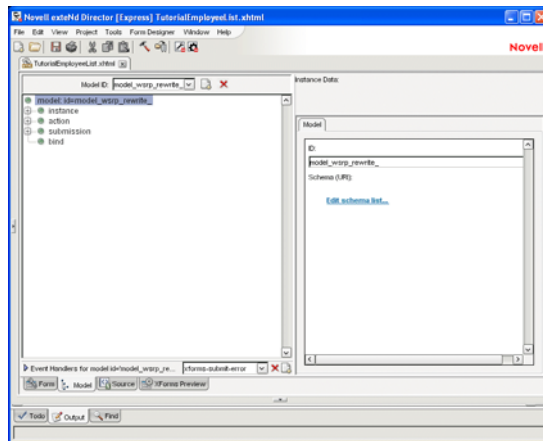 Novell exteNd Director [Express] TutorialEmployeeList.xhtml
File Edit View Project Tools Form Designer Window Help
Novell
TutorialEmployeeList.xhtml
Model ID: model_wsrp_rewrite_
Instance Data:
model: id=model_wsrp_rewrite_
instance
action
submission
bind
Model
ID:
model_wsrp_rewrite_
Schema (URI):
Edit schema list...
Event Handlers for model id='model_wsrp_re... xforms-submit-error
Form Model Source XForms Preview
Todo Output Find